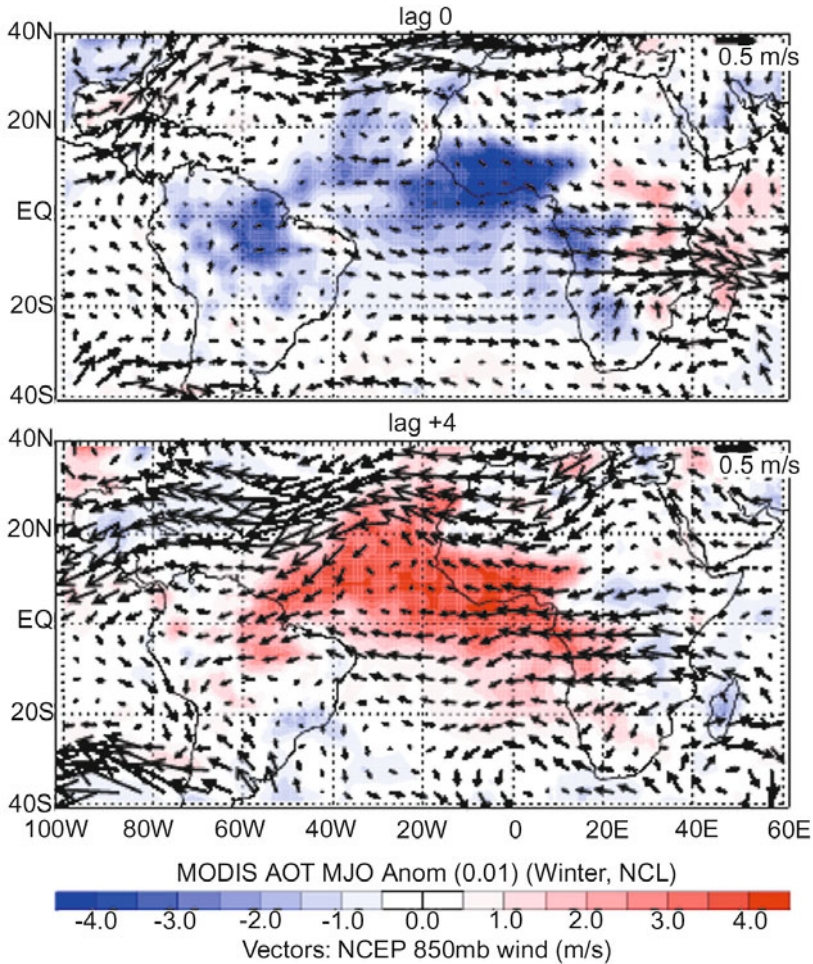 lag 0
40N
0.5 m/s
20N
EQ
20S
40S
lag +4
40N
0.5 m/s
20N
EQ
20S
40S
100W 80W 60W 40W 20W 0 20E 40E 60E
MODIS AOT MJO Anom (0.01) (Winter, NCL)
-4.0 -3.0 -2.0 -1.0 0.0 1.0 2.0 3.0 4.0
Vectors: NCEP 850mb wind (m/s)